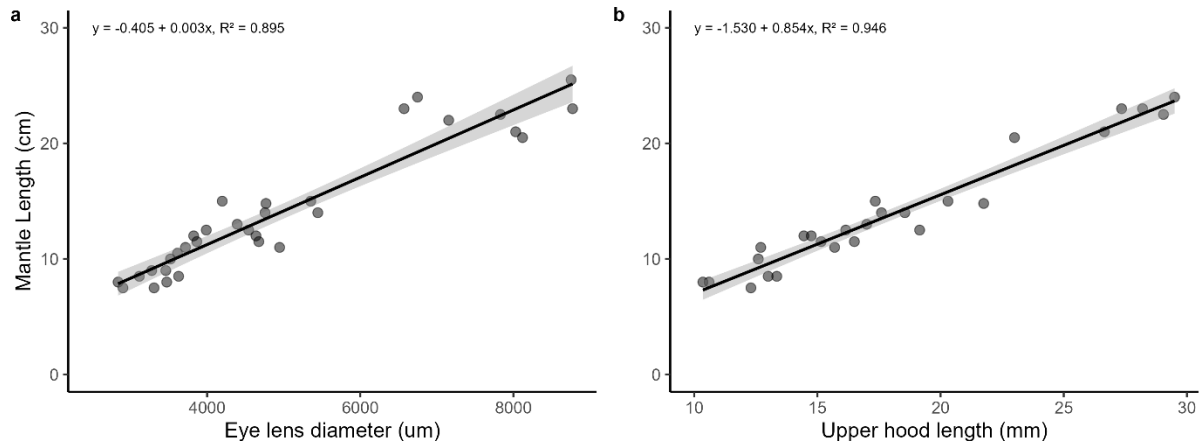 a
y = -0.405 + 0.003x, R² = 0.895
30
20
10
0
Mantle Length (cm)
4000 6000 8000
Eye lens diameter (um)
b
y = -1.530 + 0.854x, R² = 0.946
30
20
10
0
10 15 20 25 30
Upper hood length (mm)